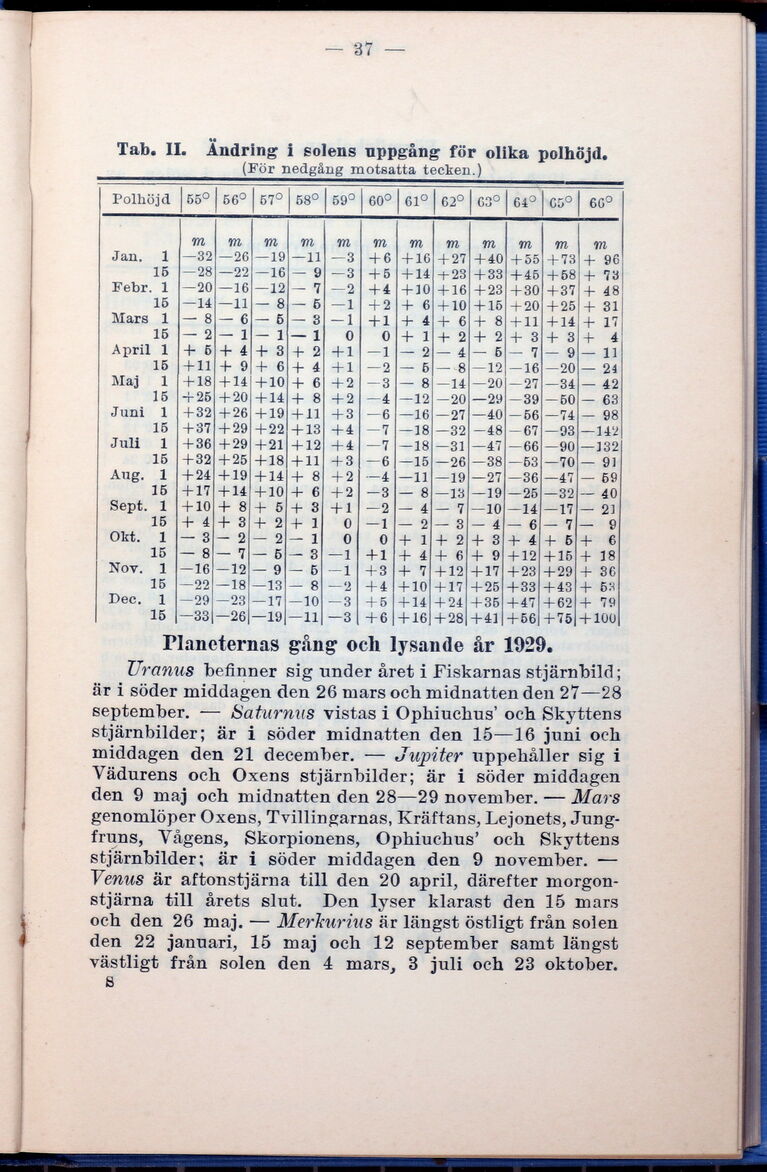 — 37 —
Tab. II. Ändring i solens uppgång för olika polhöjd.
(För nedgång motsatta tecken.)
Polhöjd 55° 56° 57° 58° 59° 60° 61° 62° 63° 64° 65° 66°
m m m m m m m m m m m m
Jan. 1 —32 —26 —19 —11 —3 +6 +16 +27 +40 +55 +73 + 96
15 —28 —22 —16 — 9 —3 +5 +14 +23 +33 +45 +58 + 73
Febr. 1 —20 —16 —12 — 7 —2 +4 +10 +16 +23 +30 +37 + 48
15 —14 —11 — 8 — 5 —1 +2 + 6 +10 +15 +20 +25 + 31
Mars 1 — 8 — 6 — 5 — 3 —1 +1 + 4 + 6 + 8 +11 +14 + 17
15 — 2 — 1 — 1 — 1 0 0 + 1 + 2 + 2 + 3 + 3 + 4
April 1 + 5 + 4 + 3 + 2 +1 —1 — 2 — 4 — 5 — 7 — 9 — 11
15 +11 + 9 + 6 + 4 +1 —2 — 5 — 8 —12 —16 —20 — 24
Maj 1 +18 +14 +10 + 6 +2 —3 — 8 —14 —20 —27 —34 — 42
15 +25 +20 +14 + 8 +2 —4 —12 —20 —29 —39 —50 — 63
Juni 1 +32 +26 +19 +11 +3 —6 —16 —27 —40 —56 —74 — 98
15 +37 +29 +22 +13 +4 —7 —18 —32 —48 — 67 —93 —142
Juli 1 +36 +29 +21 +12 +4 —7 —18 —31 —47 — 66 —90 —132
15 +32 +25 +18 +11 +3 —6 —15 —26 —38 —53 —70 — 91
Aug. 1 +24 +19 +14 + 8 +2 —4 —11 —19 —27 —36 —47 — 59
15 +17 +14 +10 + 6 +2 —3 — 8 —13 —19 —25 —32 — 40
Sept. 1 +10 + 8 + 5 + 3 +1 —2 — 4 — 7 —10 —14 —17 — 21
15 + 4 + 3 + 2 + 1 0 —1 — 2 — 3 — 4 — 6 — 7 — 9
Okt. 1 — 3 — 2 — 2 — 1 0 0 + 1 + 2 + 3 + 4 + 5 + 6
15 — 8 — 7 — 5 — 3 —1 +1 + 4 + 6 + 9 +12 +15 + 18
Nov. 1 —16 —12 — 9 — 5 —1 +3 + 7 +12 +17 +23 +29 + 36
15 —22 —18 —13 — 8 —2 +4 +10 +17 +25 +33 +43 + 53
Dec. 1 —29 —23 —17 —10 —3 +5 +14 +24 +35 +47 +62 + 79
15 —33 —26 —19 —11 —3 +6 +16 +28 +41 +56 +75 +100
Planeternas gång och lysande år 1929.
Uranus befinner sig under året i Fiskarnas stjärnbild;
är i söder middagen den 26 mars och midnatten den 27—28
september. — Saturnus vistas i Ophiuchus' och Skyttens
stjärnbilder; är i söder midnatten den 15—16 juni och
middagen den 21 december. — Jupiter uppehåller sig i
Vädurens och Oxens stjärnbilder; är i söder middagen
den 9 maj och midnatten den 28—29 november. — Mars
genomlöper Oxens, Tvillingarnas, Kräftans, Lejonets, Jung-
fruns, Vågens, Skorpionens, Ophiuchus' och Skyttens
stjärnbilder; är i söder middagen den 9 november. —
Venus är aftonstjärna till den 20 april, därefter morgon-
stjärna till årets slut. Den lyser klarast den 15 mars
och den 26 maj. — Merkurius är längst östligt från solen
den 22 januari, 15 maj och 12 september samt längst
västligt från solen den 4 mars, 3 juli och 23 oktober.
8